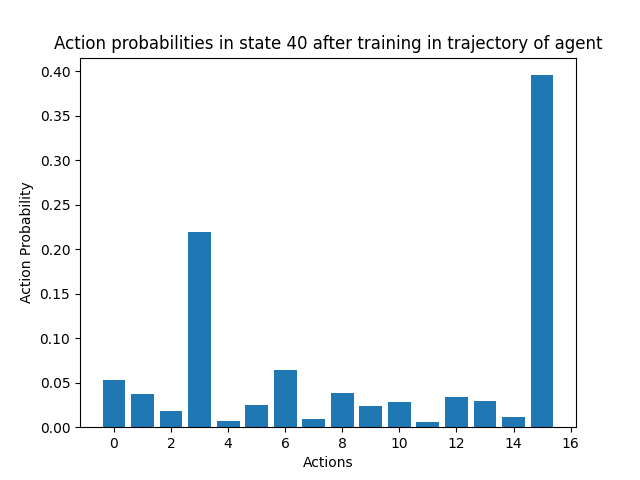 Action probabilities in state 40 after training in trajectory of agent
0.40
0.35
0.30
0.25
0.20
0.15
0.10
0.05
0.00
Action Probability
0 2 4 6 8 10 12 14 16
Actions